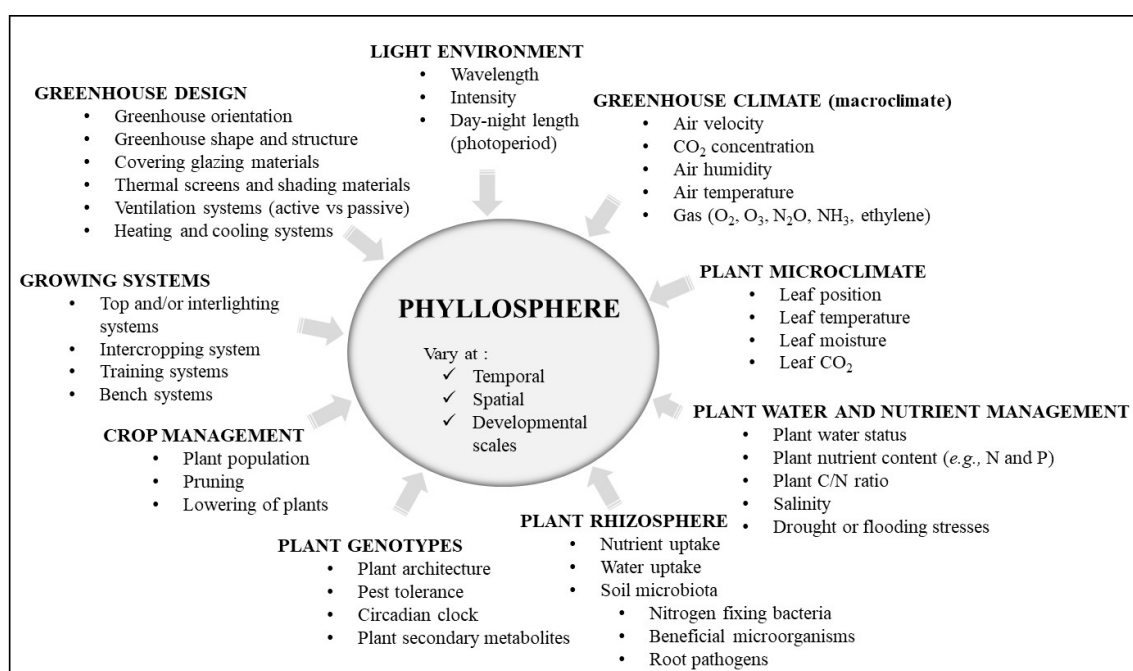 LIGHT ENVIRONMENT
• Wavelength
• Intensity
• Day-night length
(photoperiod)
GREENHOUSE DESIGN
• Greenhouse orientation
• Greenhouse shape and structure
• Covering glazing materials
• Thermal screens and shading materials
• Ventilation systems (active vs passive)
• Heating and cooling systems
GREENHOUSE CLIMATE (macroclimate)
• Air velocity
• CO₂ concentration
• Air humidity
• Air temperature
• Gas (O₂, O₃, N₂O, NH₃, ethylene)
GROWING SYSTEMS
• Top and/or interlighting
systems
• Intercropping system
• Training systems
• Bench systems
PHYLLOSPHERE
Vary at :
✓ Temporal
✓ Spatial
✓ Developmental
scales
PLANT MICROCLIMATE
• Leaf position
• Leaf temperature
• Leaf moisture
• Leaf CO₂
CROP MANAGEMENT
• Plant population
• Pruning
• Lowering of plants
PLANT WATER AND NUTRIENT MANAGEMENT
• Plant water status
• Plant nutrient content (e.g., N and P)
• Plant C/N ratio
• Salinity
• Drought or flooding stresses
PLANT GENOTYPES
• Plant architecture
• Pest tolerance
• Circadian clock
• Plant secondary metabolites
PLANT RHIZOSPHERE
• Nutrient uptake
• Water uptake
• Soil microbiota
• Nitrogen fixing bacteria
• Beneficial microorganisms
• Root pathogens